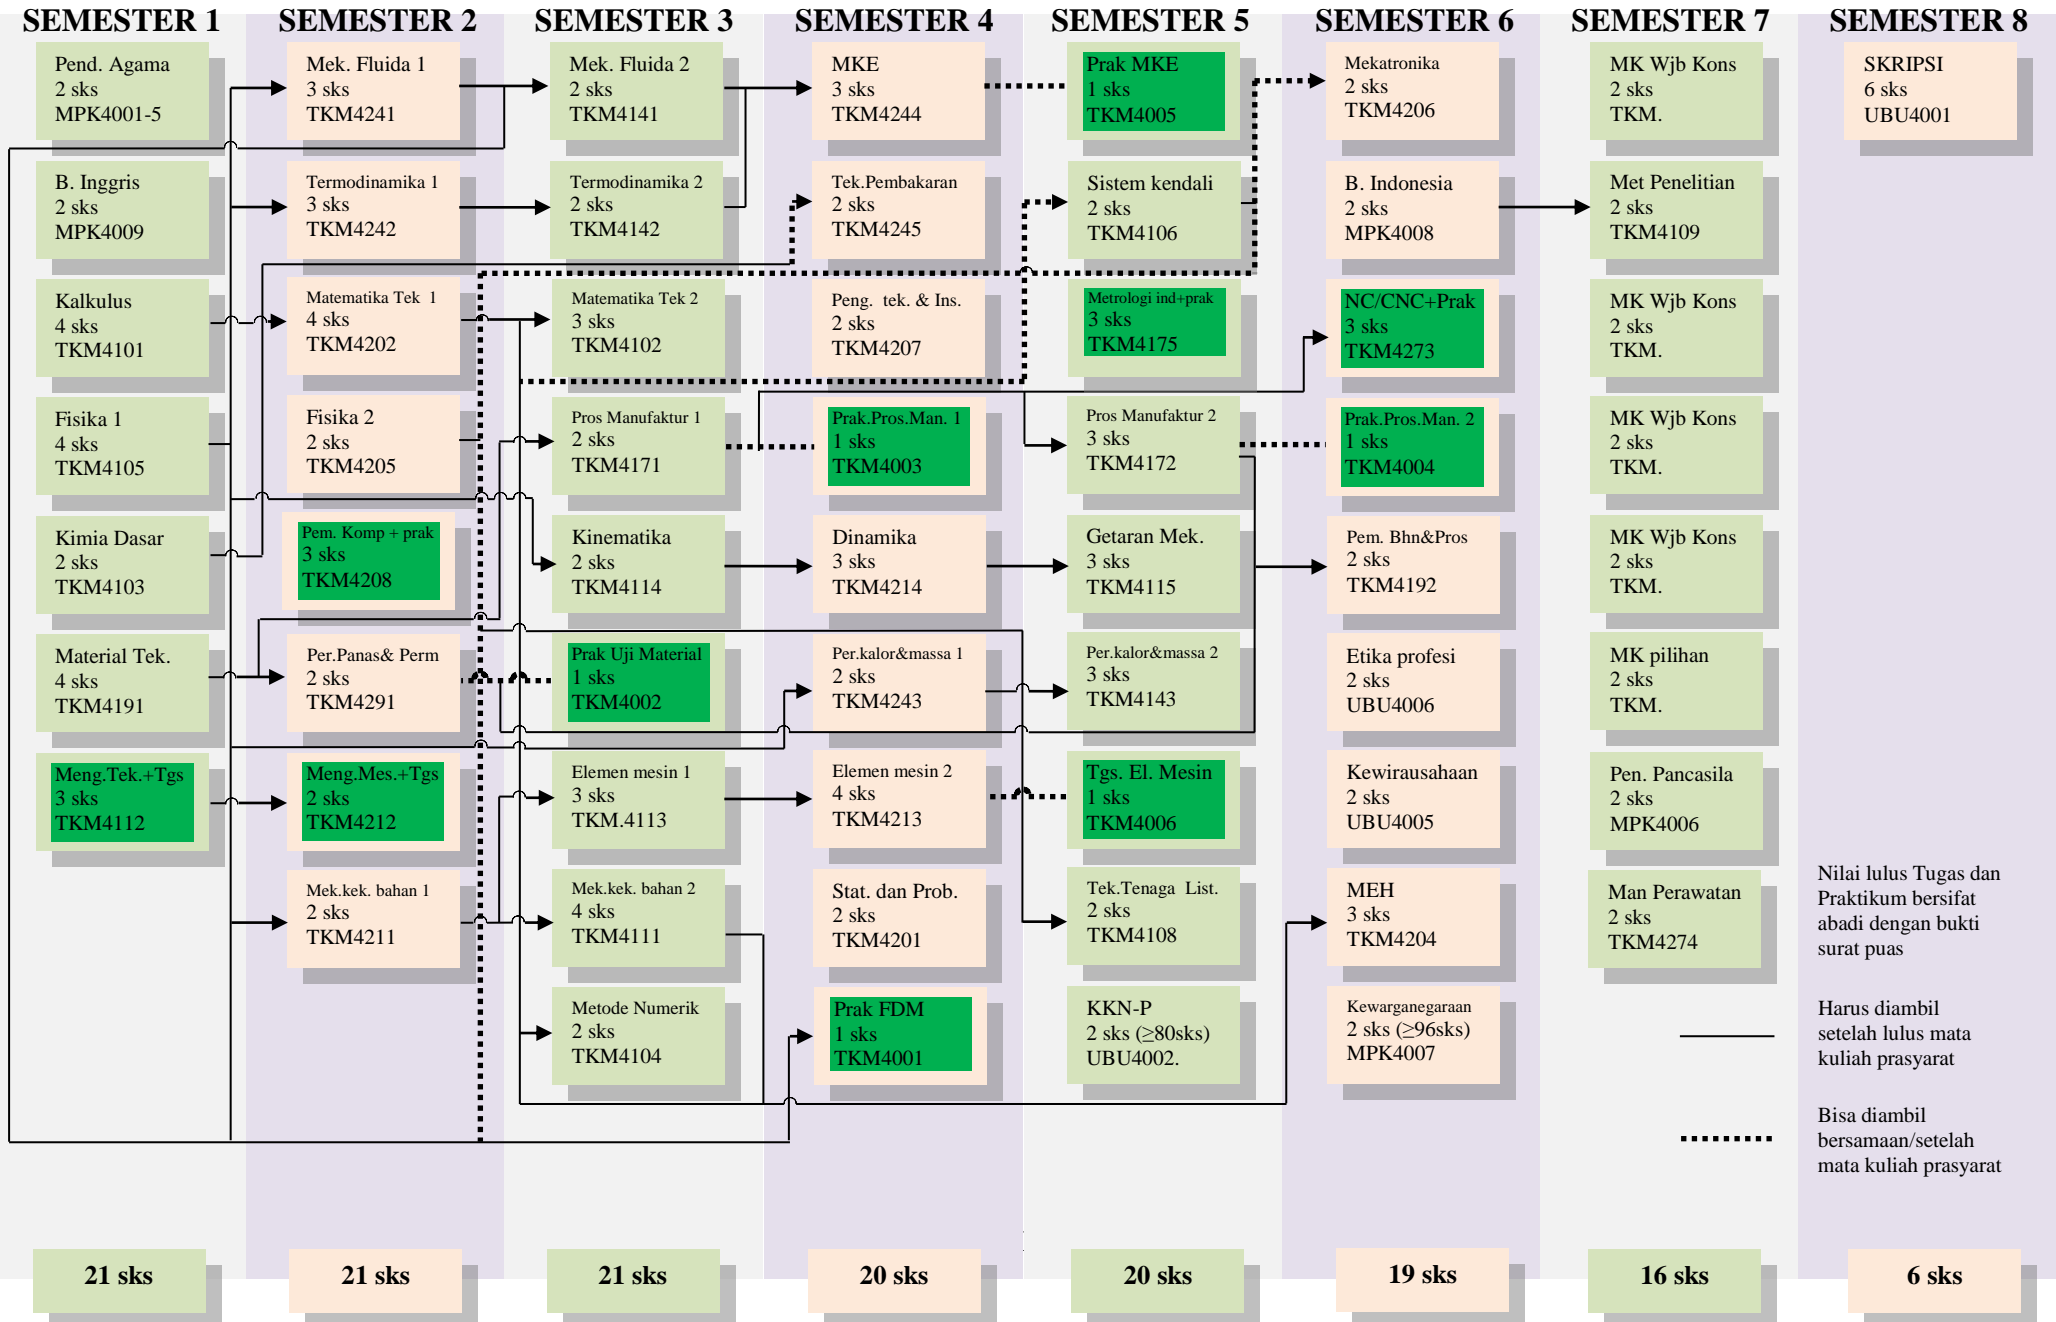 SEMESTER 1
Pend. Agama
2 sks
MPK4001-5
B. Inggris
2 sks
MPK4009
Kalkulus
4 sks
TKM4101
Fisika 1
4 sks
TKM4105
Kimia Dasar
2 sks
TKM4103
Material Tek.
4 sks
TKM4191
Meng.Tek.+Tgs
3 sks
TKM4112
21 sks
SEMESTER 2
Mek. Fluida 1
3 sks
TKM4241
Termodinamika 1
3 sks
TKM4242
Matematika Tek 1
4 sks
TKM4202
Fisika 2
2 sks
TKM4205
Pem. Komp + prak
3 sks
TKM4208
Per.Panas& Perm
2 sks
TKM4291
Meng.Mes.+Tgs
2 sks
TKM4212
Mek.kek. bahan 1
2 sks
TKM4211
21 sks
SEMESTER 3
Mek. Fluida 2
2 sks
TKM4141
Termodinamika 2
2 sks
TKM4142
Matematika Tek 2
3 sks
TKM4102
Pros Manufaktur 1
2 sks
TKM4171
Kinematika
2 sks
TKM4114
Prak Uji Material
1 sks
TKM4002
Elemen mesin 1
3 sks
TKM.4113
Mek.kek. bahan 2
4 sks
TKM4111
Metode Numerik
2 sks
TKM4104
21 sks
SEMESTER 4
MKE
3 sks
TKM4244
Tek.Pembakaran
2 sks
TKM4245
Peng. tek. & Ins.
2 sks
TKM4207
Prak.Pros.Man. 1
1 sks
TKM4003
Dinamika
3 sks
TKM4214
Per.kalor&massa 1
2 sks
TKM4243
Elemen mesin 2
4 sks
TKM4213
Stat. dan Prob.
2 sks
TKM4201
Prak FDM
1 sks
TKM4001
20 sks
SEMESTER 5
Prak MKE
1 sks
TKM4005
Sistem kendali
2 sks
TKM4106
Metrologi ind+prak
3 sks
TKM4175
Pros Manufaktur 2
3 sks
TKM4172
Getaran Mek.
3 sks
TKM4115
Per.kalor&massa 2
3 sks
TKM4143
Tgs. El. Mesin
1 sks
TKM4006
Tek.Tenaga List.
2 sks
TKM4108
KKN-P
2 sks (≥80sks)
UBU4002.
20 sks
SEMESTER 6
Mekatronika
2 sks
TKM4206
B. Indonesia
2 sks
MPK4008
NC/CNC+Prak
3 sks
TKM4273
Prak.Pros.Man. 2
1 sks
TKM4004
Pem. Bhn&Pros
2 sks
TKM4192
Etika profesi
2 sks
UBU4006
Kewirausahaan
2 sks
UBU4005
MEH
3 sks
TKM4204
Kewarganegaraan
2 sks (≥96sks)
MPK4007
19 sks
SEMESTER 7
MK Wjb Kons
2 sks
TKM.
Met Penelitian
2 sks
TKM4109
MK Wjb Kons
2 sks
TKM.
MK Wjb Kons
2 sks
TKM.
MK Wjb Kons
2 sks
TKM.
MK pilihan
2 sks
TKM.
Pen. Pancasila
2 sks
MPK4006
Man Perawatan
2 sks
TKM4274
16 sks
SEMESTER 8
SKRIPSI
6 sks
UBU4001
Nilai lulus Tugas dan
Praktikum bersifat
abadi dengan bukti
surat puas
Harus diambil
setelah lulus mata
kuliah prasyarat
Bisa diambil
bersamaan/setelah
mata kuliah prasyarat
6 sks